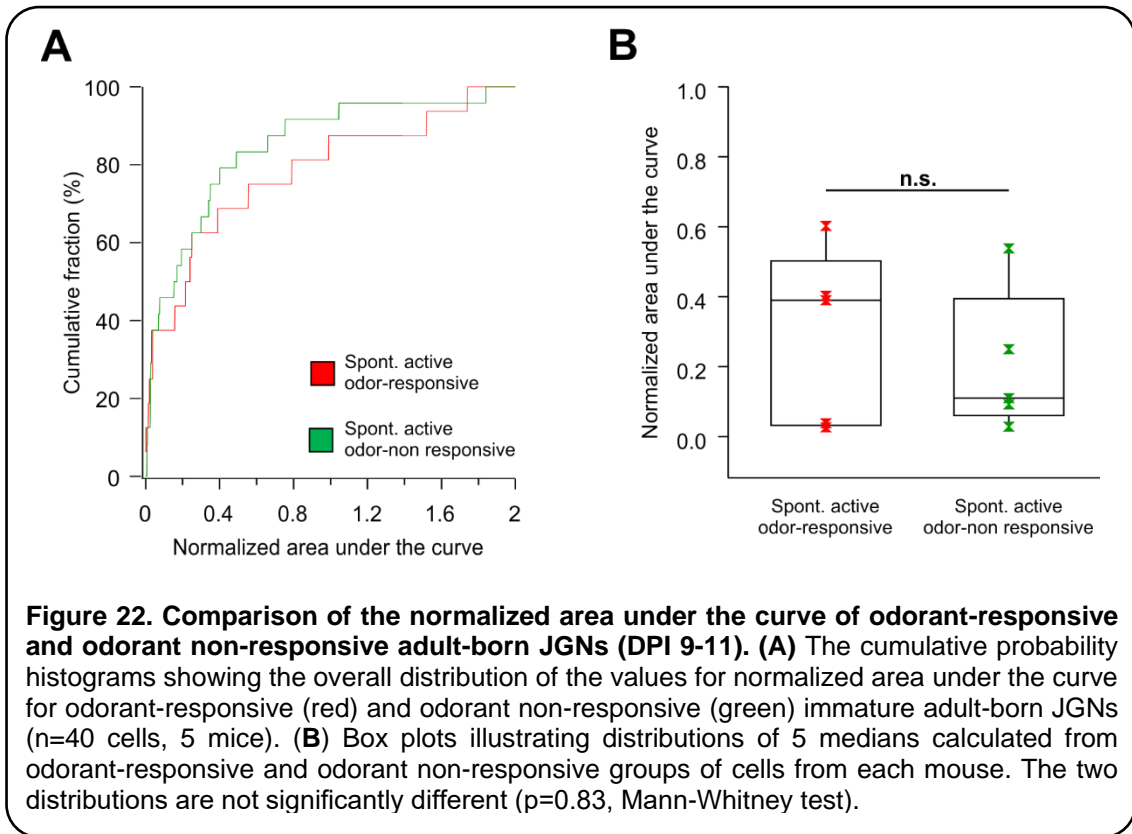 A
B
100
80
60
40
20
0
Cumulative fraction (%)
0
0.4
0.8
1.2
1.6
2
Normalized area under the curve
Spont. active
odor-responsive
Spont. active
odor-non responsive
1.0
0.8
0.6
0.4
0.2
0.0
Normalized area under the curve
n.s.
Spont. active
odor-responsive
Spont. active
odor-non responsive
Figure 22. Comparison of the normalized area under the curve of odorant-responsive
and odorant non-responsive adult-born JGNs (DPI 9-11). (A) The cumulative probability
histograms showing the overall distribution of the values for normalized area under the curve
for odorant-responsive (red) and odorant non-responsive (green) immature adult-born JGNs
(n=40 cells, 5 mice). (B) Box plots illustrating distributions of 5 medians calculated from
odorant-responsive and odorant non-responsive groups of cells from each mouse. The two
distributions are not significantly different (p=0.83, Mann-Whitney test).